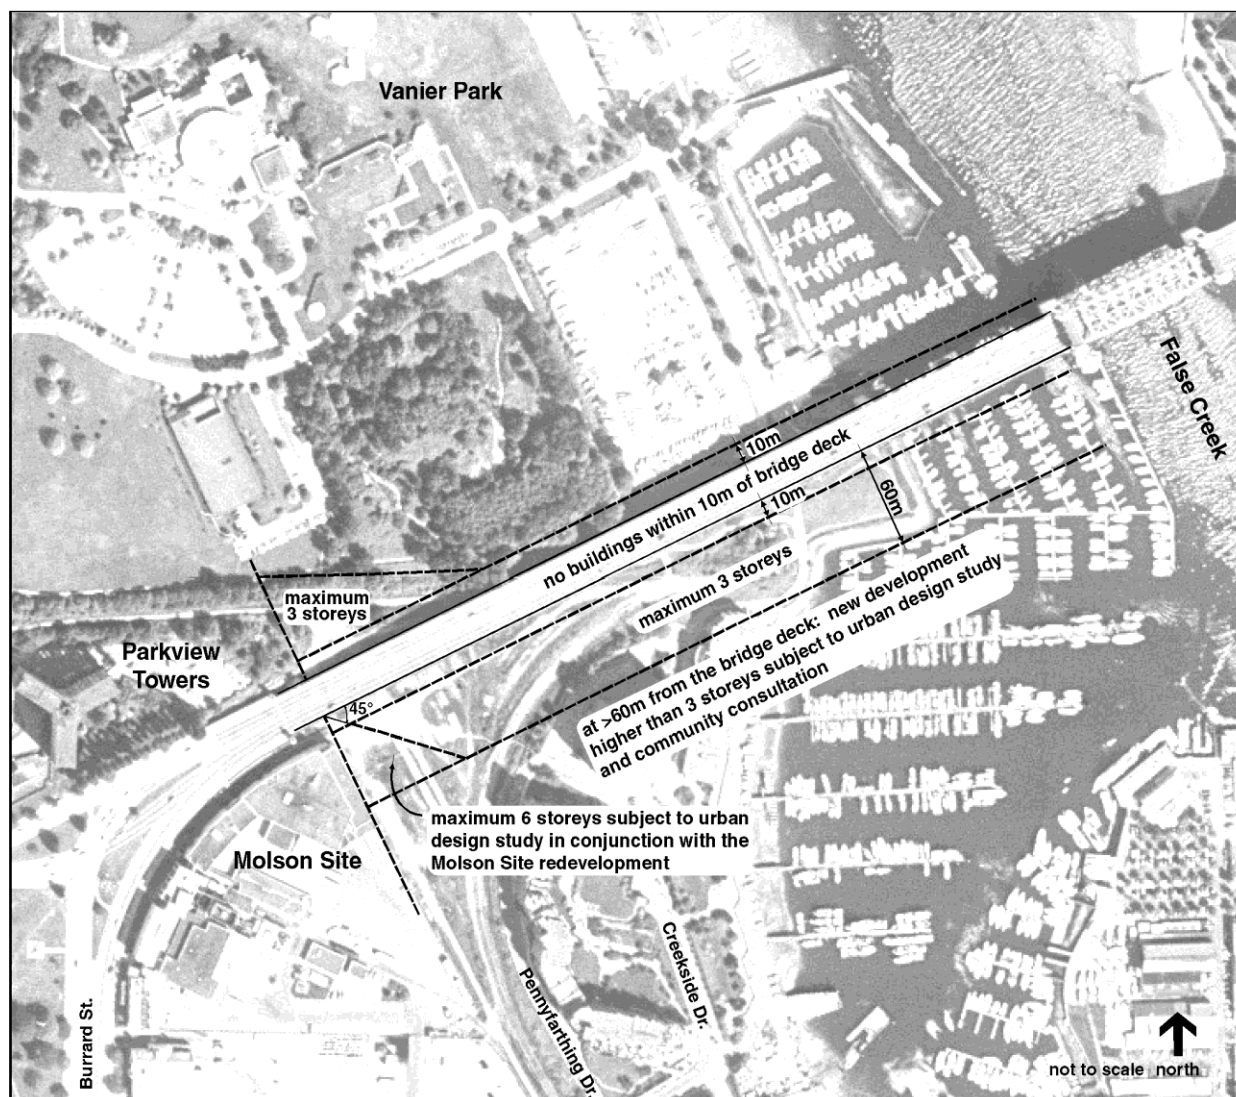 Vanier Park
False Creek
10m
no buildings within 10m of bridge deck
10m
60m
maximum
3 storeys
maximum 3 storeys
Parkview
Towers
at >60m from the bridge deck: new development
higher than 3 storeys subject to urban design study
and community consultation
45°
maximum 6 storeys subject to urban
design study in conjunction with the
Molson Site redevelopment
Molson Site
Creekside Dr.
Pennyfarthing Dr.
Burrard St.
not to scale north